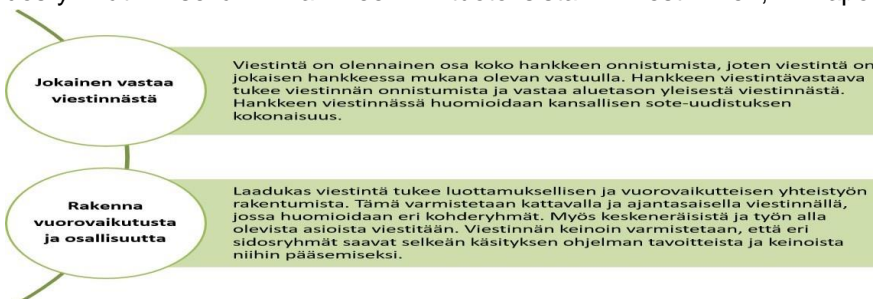 Jokainen vastaa
viestinnästä
Viestintä on olennainen osa koko hankkeen onnistumista, joten viestintä on
jokaisen hankkeessa mukana olevan vastuulla. Hankkeen viestintävastaava
tukee viestinnän onnistumista ja vastaa aluetason yleisestä viestinnästä.
Hankkeen viestinnässä huomioidaan kansallisen sote-uudistuksen
kokonaisuus.
Rakenna
vuorovaikutusta
ja osallisuutta
Laadukas viestintä tukee luottamuksellisen ja vuorovaikutteisen yhteistyön
rakentumista. Tämä varmistetaan kattavalla ja ajantasaisella viestinnällä,
jossa huomioidaan eri kohderyhmät. Myös keskeneräisistä ja työn alla
olevista asioista viestitään. Viestinnän keinoin varmistetaan, että eri
sidosryhmät saavat selkeän käsityksen ohjelman tavoitteista ja keinoista
niihin pääsemiseksi.